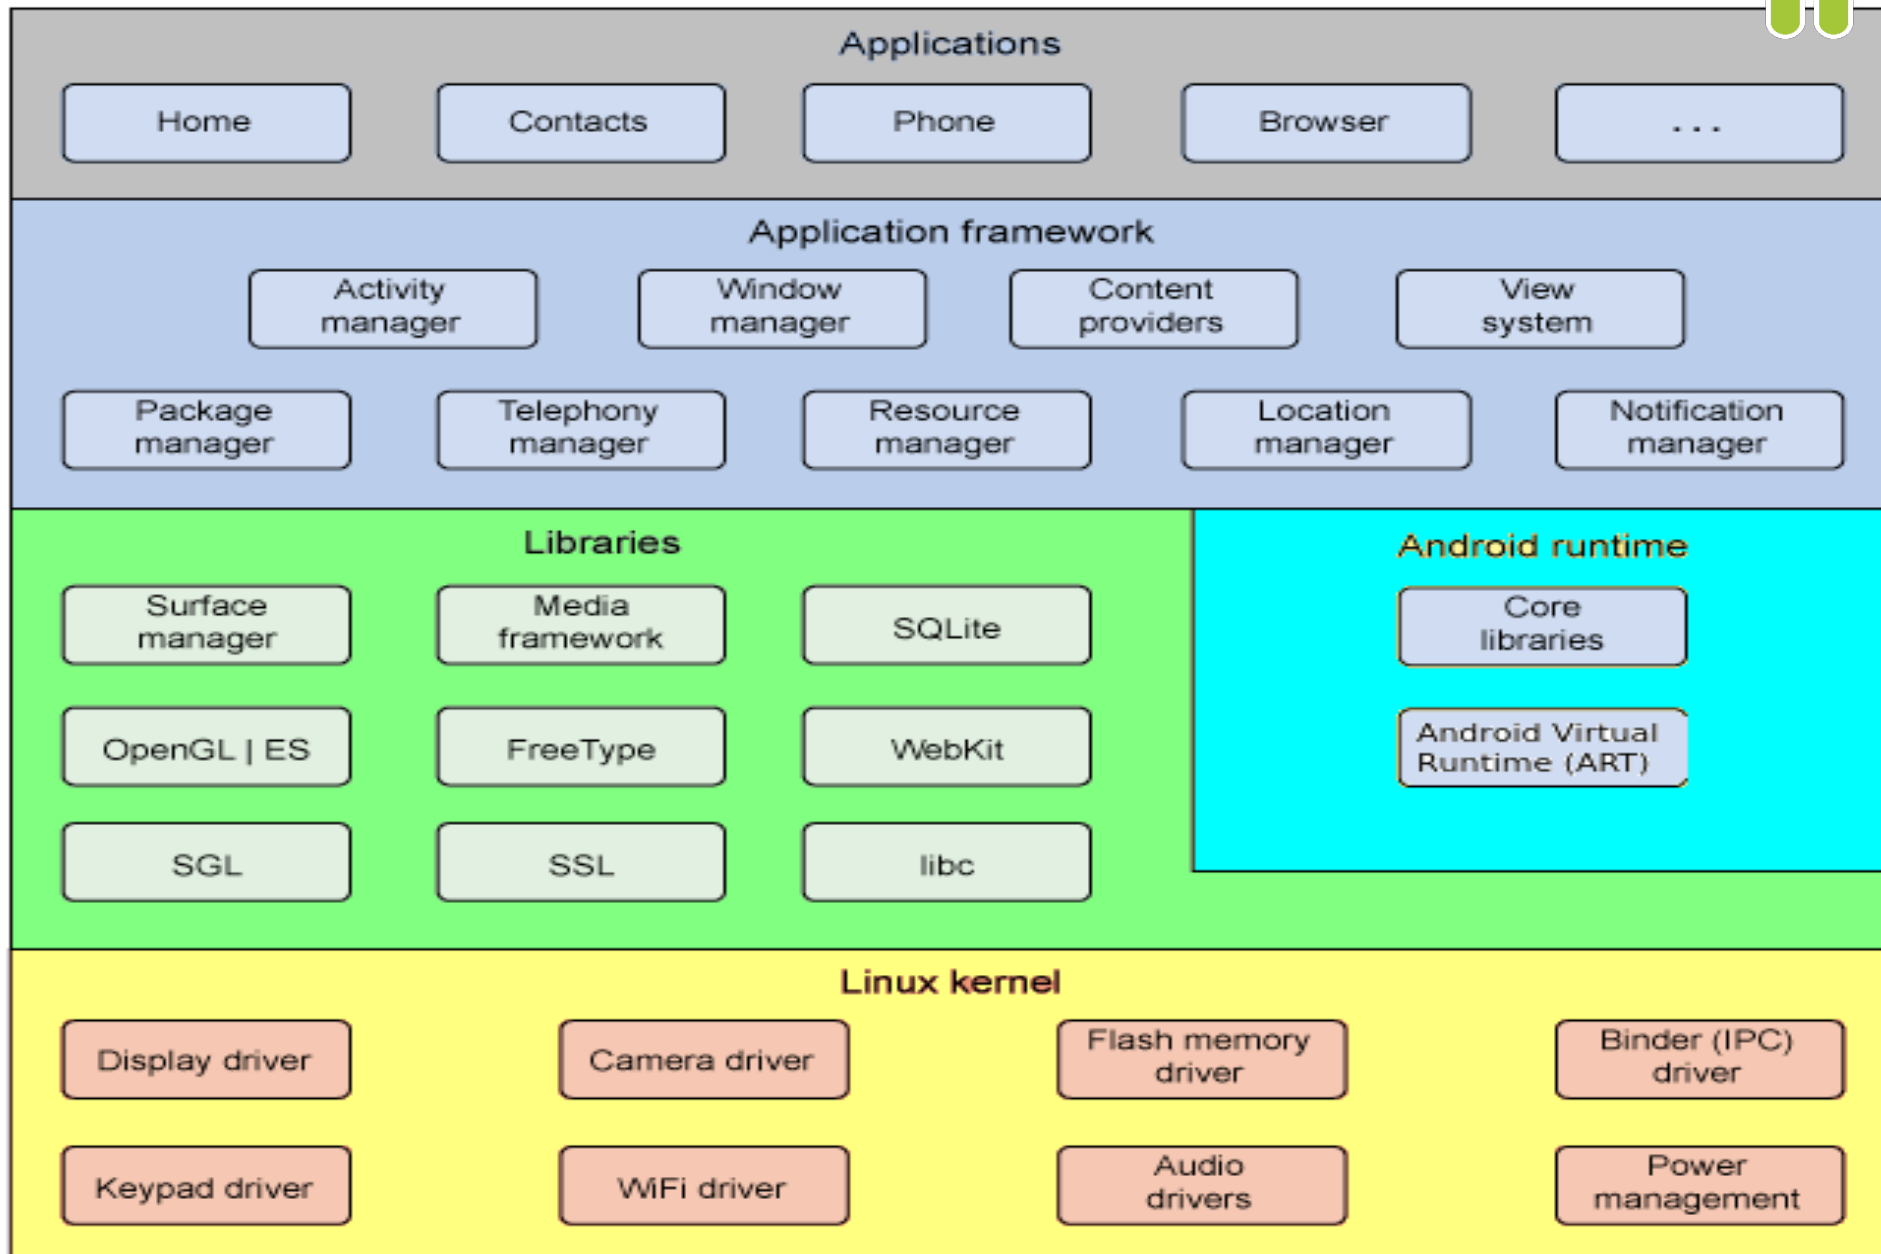 Applications
Home
Contacts
Phone
Browser
...
Application framework
Activity
manager
Window
manager
Content
providers
View
system
Package
manager
Telephony
manager
Resource
manager
Location
manager
Notification
manager
Libraries
Surface
manager
Media
framework
SQLite
OpenGL | ES
FreeType
WebKit
SGL
SSL
libc
Android runtime
Core
libraries
Android Virtual
Runtime (ART)
Linux kernel
Display driver
Camera driver
Flash memory
driver
Binder (IPC)
driver
Keypad driver
WiFi driver
Audio
drivers
Power
management